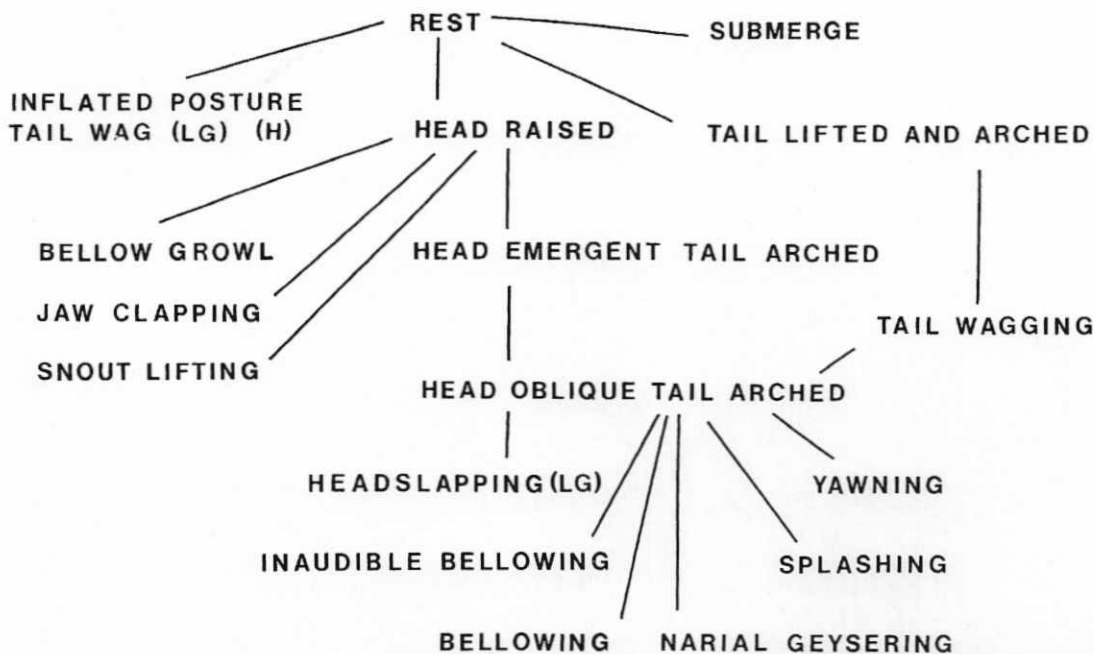 REST
SUBMERGE
INFLATED POSTURE
TAIL WAG (LG) (H)
HEAD RAISED
TAIL LIFTED AND ARCHED
BELLOW GROWL
HEAD EMERGENT TAIL ARCHED
JAW CLAPPING
TAIL WAGGING
SNOUT LIFTING
HEAD OBLIQUE TAIL ARCHED
HEADSLAPPING (LG)
YAWNING
INAUDIBLE BELLOWING
SPLASHING
BELLOWING
NARIAL GEYSERING